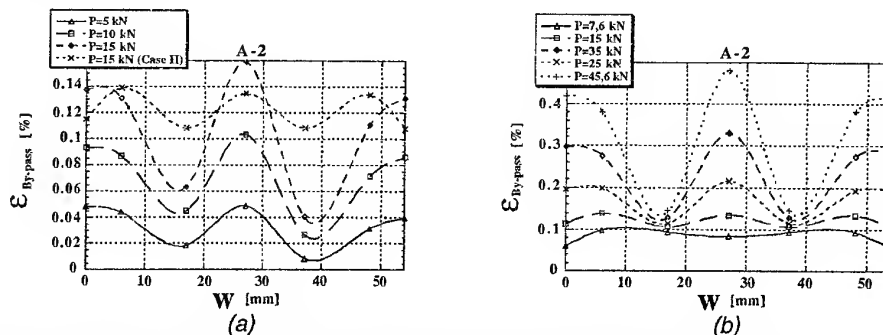 P=5 kN
P=10 kN
P=15 kN
P=15 kN (Case II)
A-2
0.14
0.12
0.1
0.08
0.06
0.04
0.02
0
ε By-pass [%]
0 10 20 30 40 50
W [mm]
(a)
P=7,6 kN
P=15 kN
P=35 kN
P=25 kN
P=45,6 kN
A-2
0.4
0.3
0.2
0.1
0
ε By-pass [%]
0 10 20 30 40 50
W [mm]
(b)